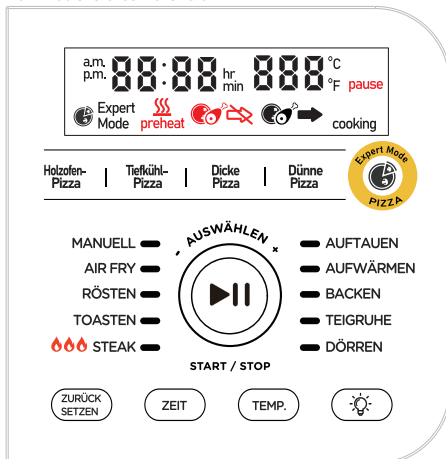 a.m.
p.m.
88:88 hr
min
888 °C
°F
pause
Expert
Mode
preheat
cooking
Holzofen-
Pizza
Tiefkühl-
Pizza
Dicke
Pizza
Dünne
Pizza
Expert Mode
PIZZA
- AUSWÄHLEN +
MANUELL
AIR FRY
RÖSTEN
TOASTEN
STEAK
AUFTAUEN
AUFWÄRMEN
BACKEN
TEIGRUHE
DÖRREN
START / STOP
ZURÜCK
SETZEN
ZEIT
TEMP.